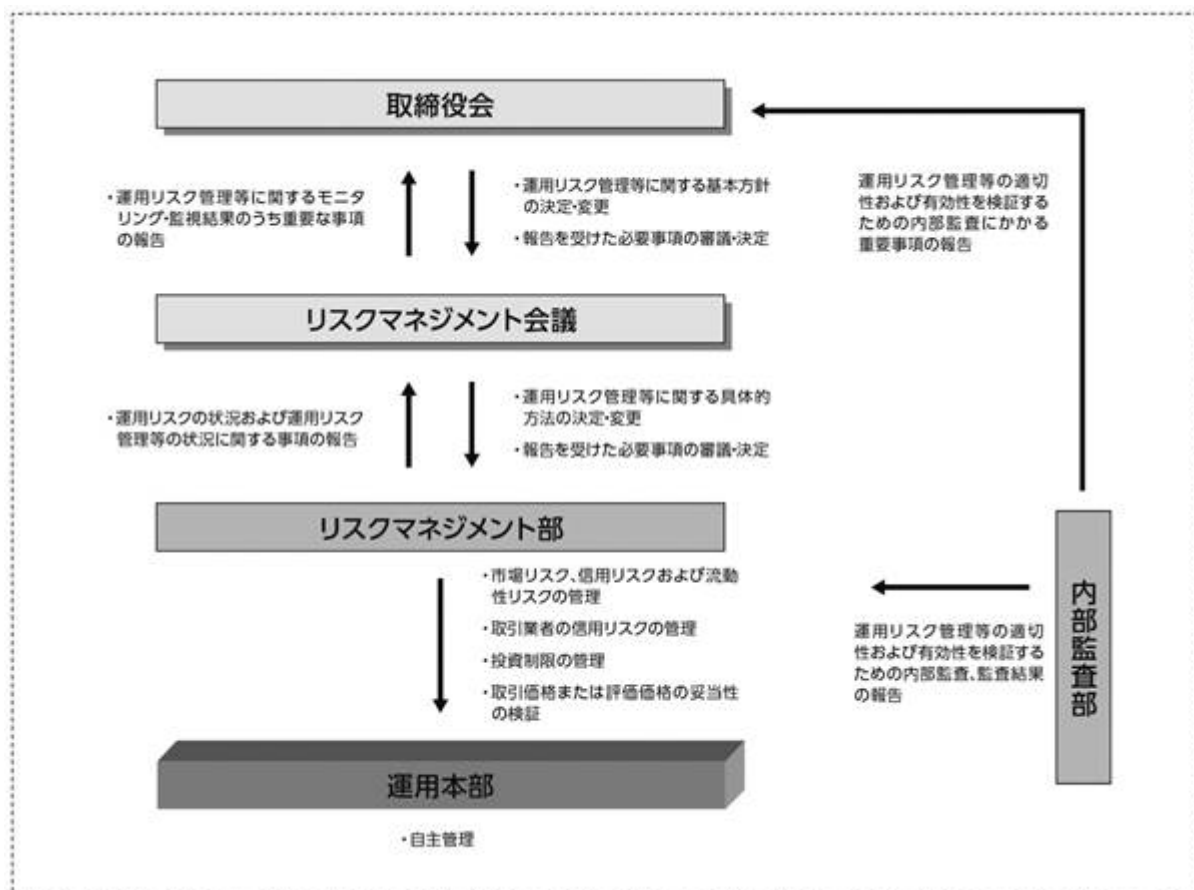 取締役会
・運用リスク管理等に関するモニタ
リング・監視結果のうち重要な事項
の報告
・運用リスク管理等に関する基本方針
の決定・変更
・報告を受けた必要事項の審議・決定
運用リスク管理等の適切
性および有効性を検証する
ための内部監査にかかる
重要事項の報告
リスクマネジメント会議
・運用リスクの状況および運用リスク
管理等の状況に関する事項の報告
・運用リスク管理等に関する具体的
方法の決定・変更
・報告を受けた必要事項の審議・決定
リスクマネジメント部
・市場リスク、信用リスクおよび流動
性リスクの管理
・取引業者の信用リスクの管理
・投資制限の管理
・取引価格または評価価格の妥当性
の検証
運用リスク管理等の適切
性および有効性を検証する
ための内部監査、監査結果
の報告
内部監査部
運用本部
・自主管理